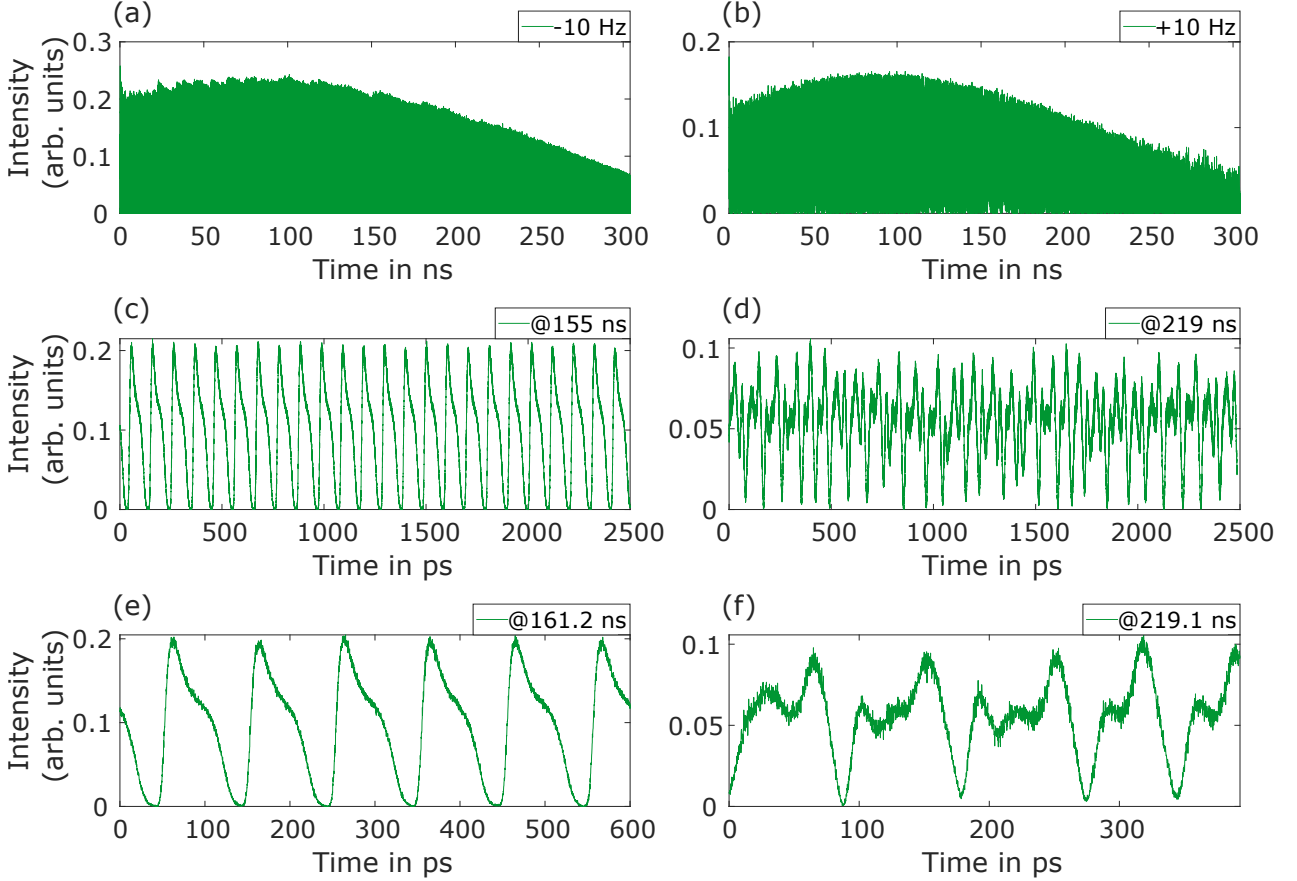 (a)
-10 Hz
Intensity
(arb. units)
0.3
0.2
0.1
0
0 50 100 150 200 250 300
Time in ns
(b)
+10 Hz
0.2
0.1
0
0 50 100 150 200 250 300
Time in ns
(c)
@155 ns
Intensity
(arb. units)
0.2
0.1
0
500 1000 1500 2000 2500
Time in ps
(d)
@219 ns
0.1
0.05
0
0 500 1000 1500 2000 2500
Time in ps
(e)
@161.2 ns
Intensity
(arb. units)
0.2
0.1
0
0 100 200 300 400 500 600
Time in ps
(f)
@219.1 ns
0.1
0.05
0
0 100 200 300
Time in ps